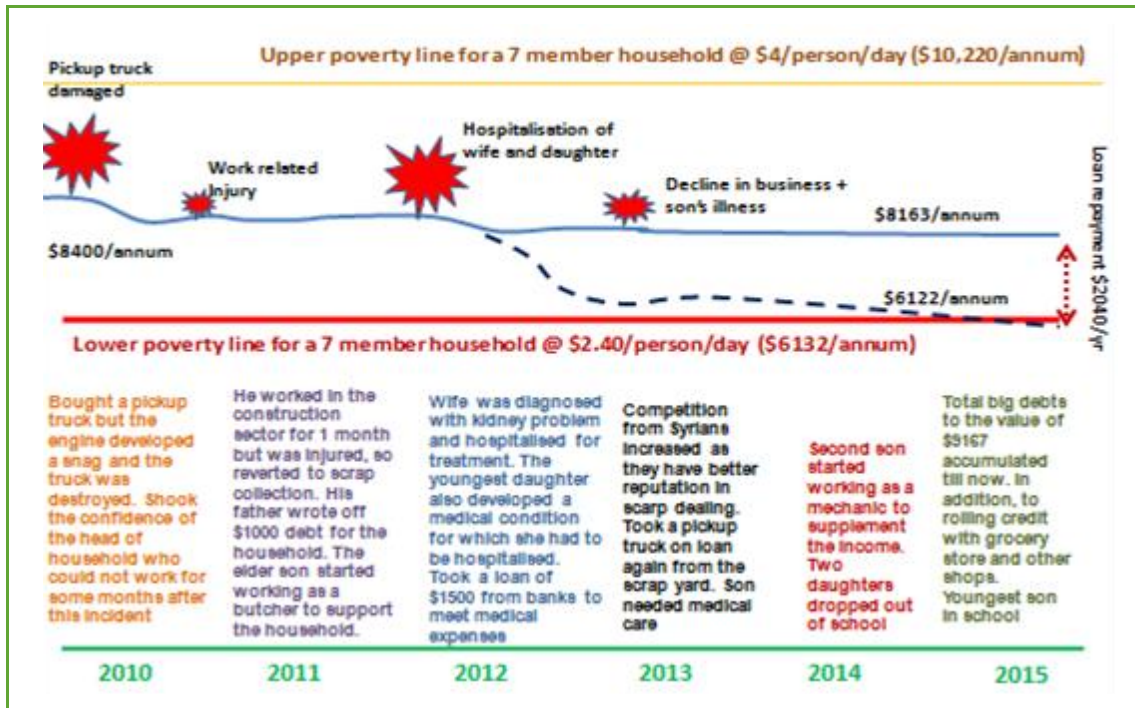 Upper poverty line for a 7 member household @ $4/person/day ($10,220/annum)
Pickup truck
damaged
Hospitalisation of
wife and daughter
Work related
Injury
Decline in business +
son's illness
$8163/annum
$8400/annum
$6122/annum
Loan repayment $2040/yr
Lower poverty line for a 7 member household @ $2.40/person/day ($6132/annum)
Bought a pickup
truck but the
engine developed
a snag and the
truck was
destroyed. Shook
the confidence of
the head of
household who
could not work for
some months after
this incident
He worked in the
construction
sector for 1 month
but was injured, so
reverted to scrap
collection. His
father wrote off
$1000 debt for the
household. The
elder son started
working as a
butcher to support
the household.
Wife was diagnosed
with kidney problem
and hospitalised for
treatment. The
youngest daughter
also developed a
medical condition
for which she had to
be hospitalised.
Took a loan of
$1500 from banks to
meet medical
expenses
Competition
from Syrians
increased as
they have better
reputation in
scarp dealing.
Took a pickup
truck on loan
again from the
scrap yard. Son
needed medical
care
Second son
started
working as a
mechanic to
supplement
the income.
Two
daughters
dropped out
of school
Total big debts
to the value of
$9167
accumulated
till now. In
addition, to
rolling credit
with grocery
store and other
shops.
Youngest son
in school
2010
2011
2012
2013
2014
2015